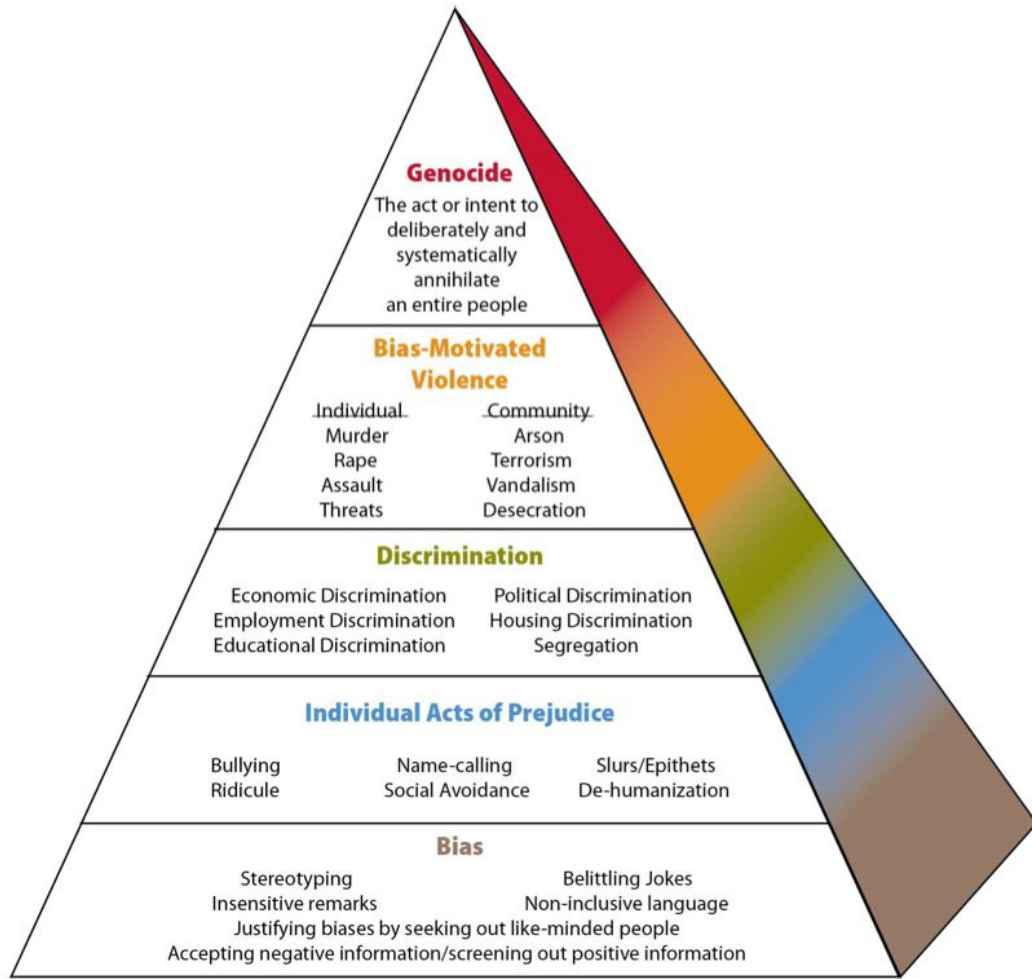 Genocide
The act or intent to
deliberately and
systematically
annihilate
an entire people
Bias-Motivated
Violence
Individual Community
Murder Arson
Rape Terrorism
Assault Vandalism
Threats Desecration
Discrimination
Economic Discrimination Political Discrimination
Employment Discrimination Housing Discrimination
Educational Discrimination Segregation
Individual Acts of Prejudice
Bullying Name-calling Slurs/Epithets
Ridicule Social Avoidance De-humanization
Bias
Stereotyping Belittling Jokes
Insensitive remarks Non-inclusive language
Justifying biases by seeking out like-minded people
Accepting negative information/screening out positive information